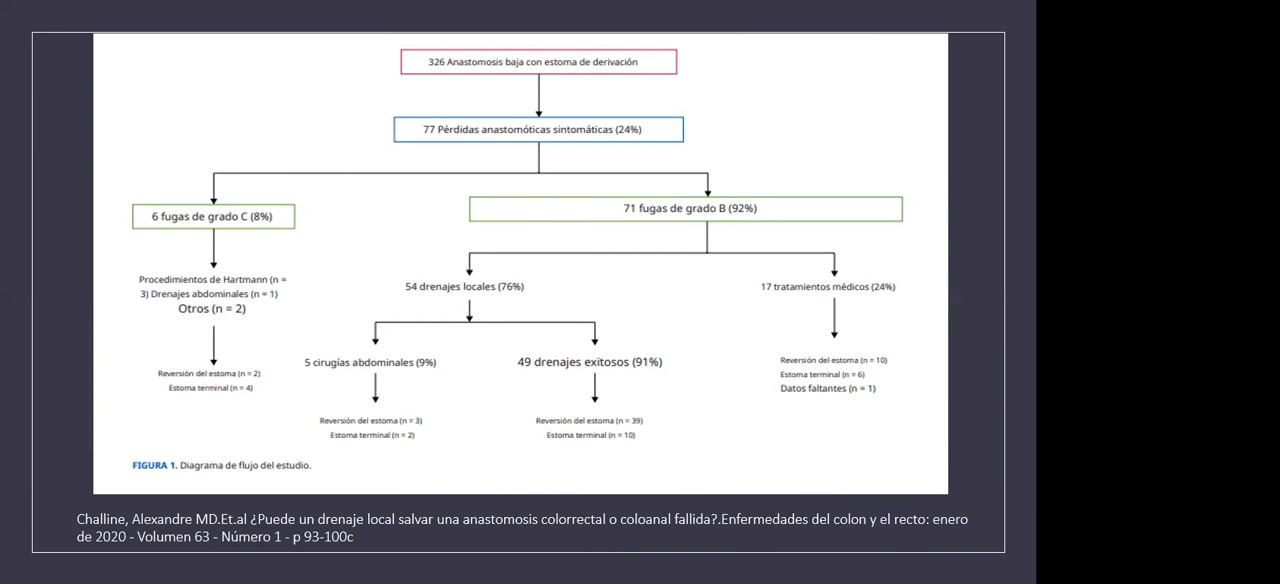 326 Anastomosis baja con estoma de derivación
77 Pérdidas anastomóticas sintomáticas (24%)
6 fugas de grado C (8%)
71 fugas de grado B (92%)
Procedimientos de Hartmann (n =
3) Drenajes abdominales (n = 1)
Otros (n = 2)
54 drenajes locales (76%)
17 tratamientos médicos (24%)
5 cirugías abdominales (9%)
49 drenajes exitosos (91%)
Reversión del estoma (n = 10)
Estoma terminal (n = 6)
Datos faltantes (n = 1)
Reversión del estoma (n = 2)
Estoma terminal (n = 4)
Reversión del estoma (n = 3)
Estoma terminal (n = 2)
Reversión del estoma (n = 39)
Estoma terminal (n = 10)
FIGURA 1. Diagrama de flujo del estudio.
Challine, Alexandre MD.Et.al ¿Puede un drenaje local salvar una anastomosis colorrectal o coloanal fallida?.Enfermedades del colon y el recto: enero
de 2020 - Volumen 63 - Número 1 - p 93-100c